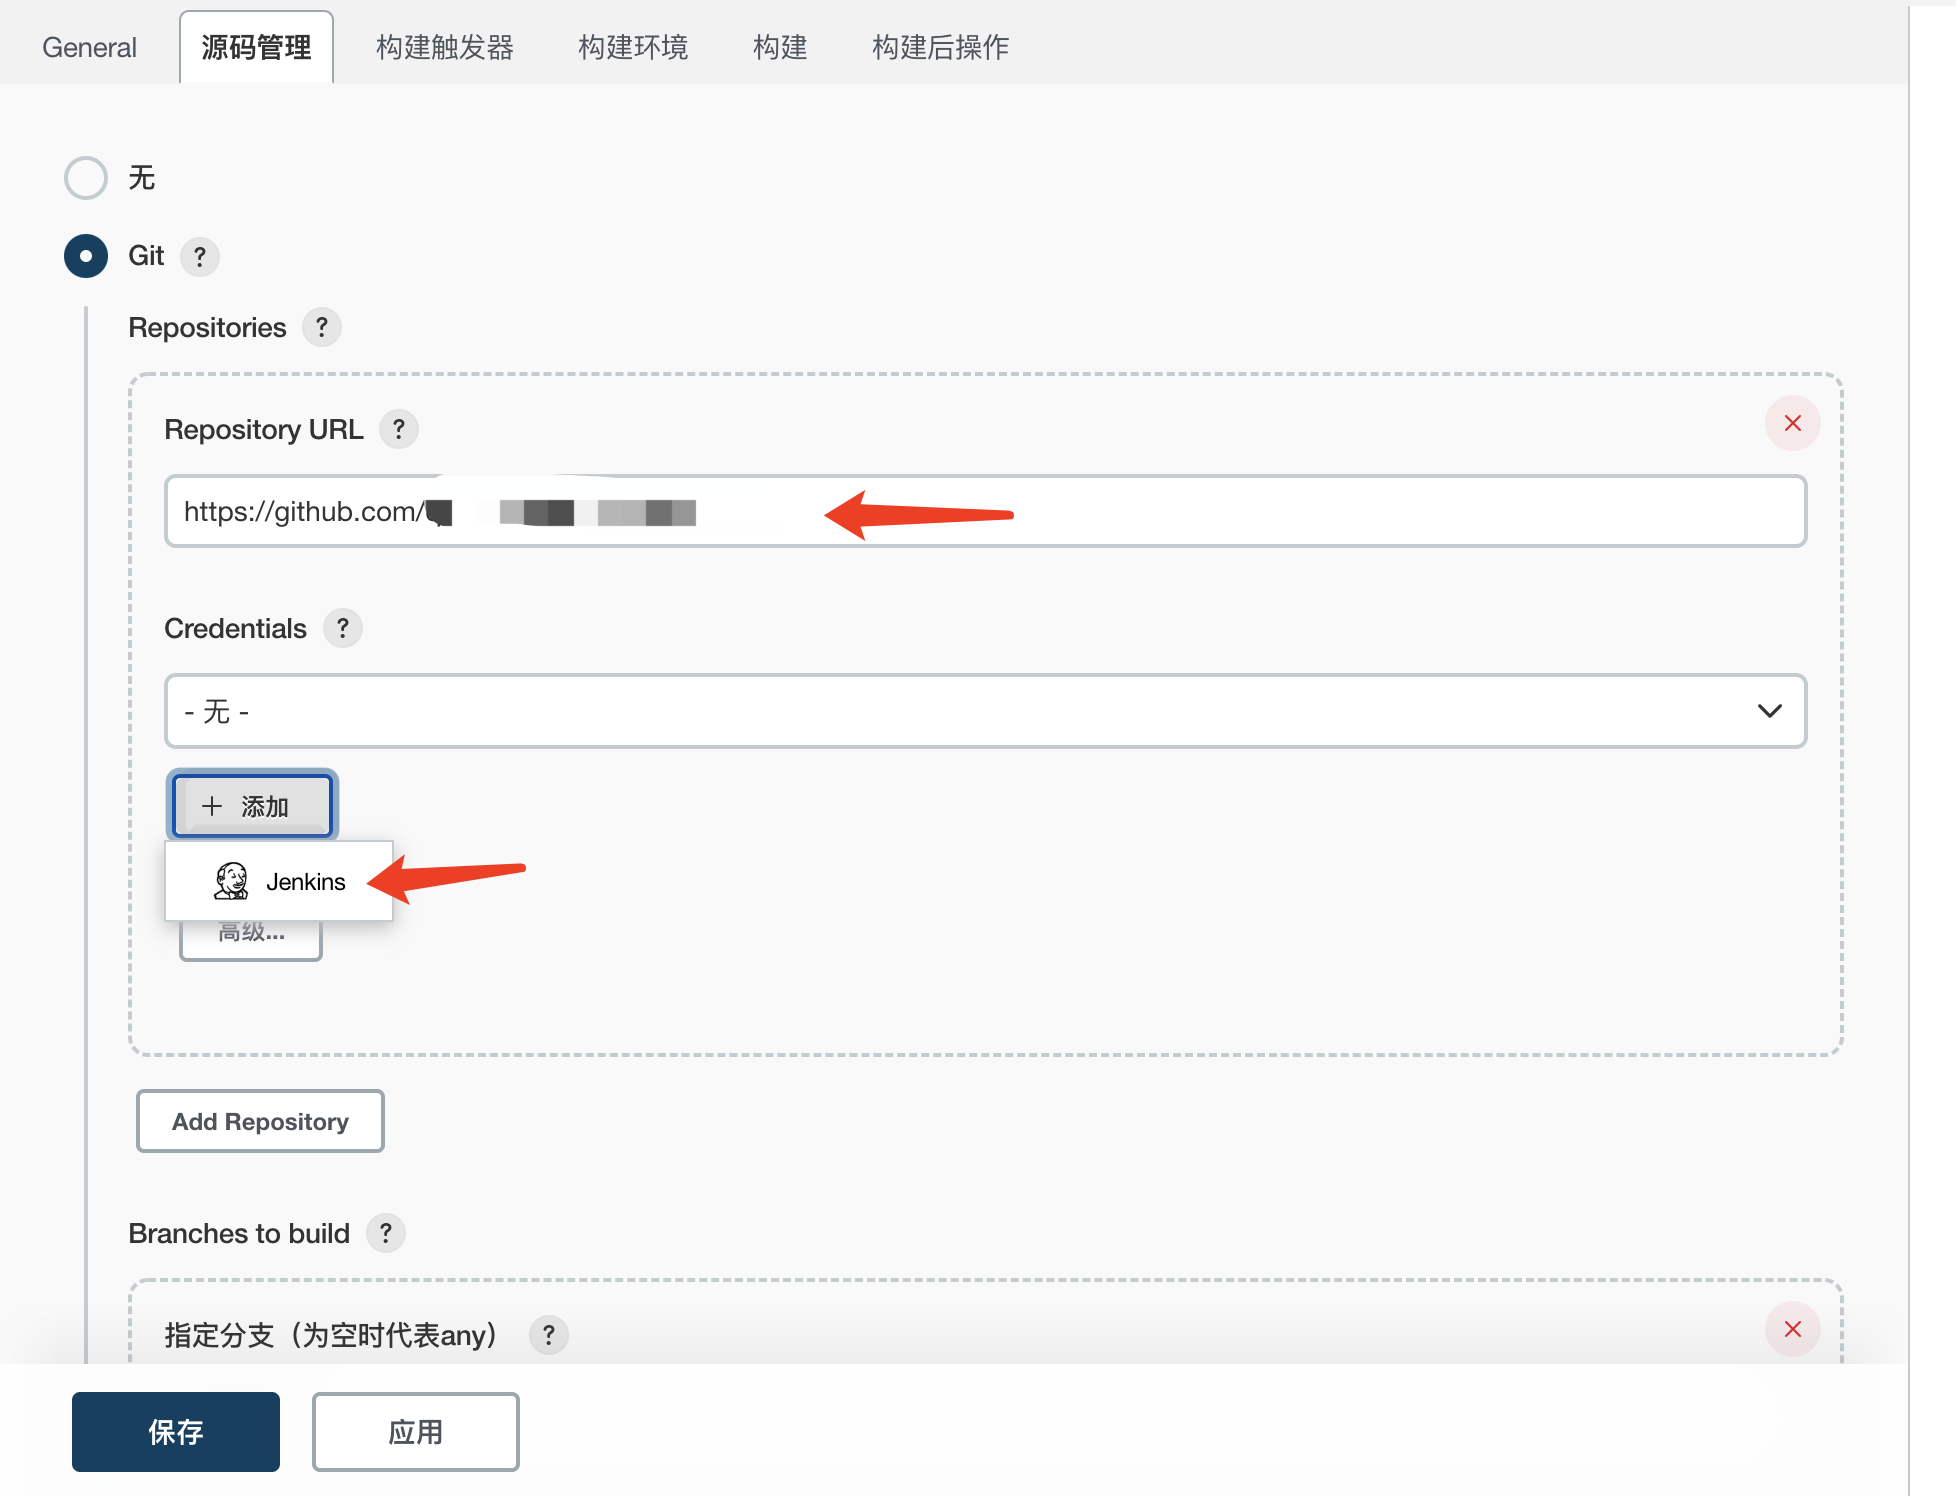 General 源码管理 构建触发器 构建环境 构建 构建后操作
无
Git ?
Repositories ?
Repository URL ?
https://github.com/
Credentials ?
- 无 -
添加
Jenkins
高级...
Add Repository
Branches to build ?
指定分支（为空时代表any） ?
保存 应用